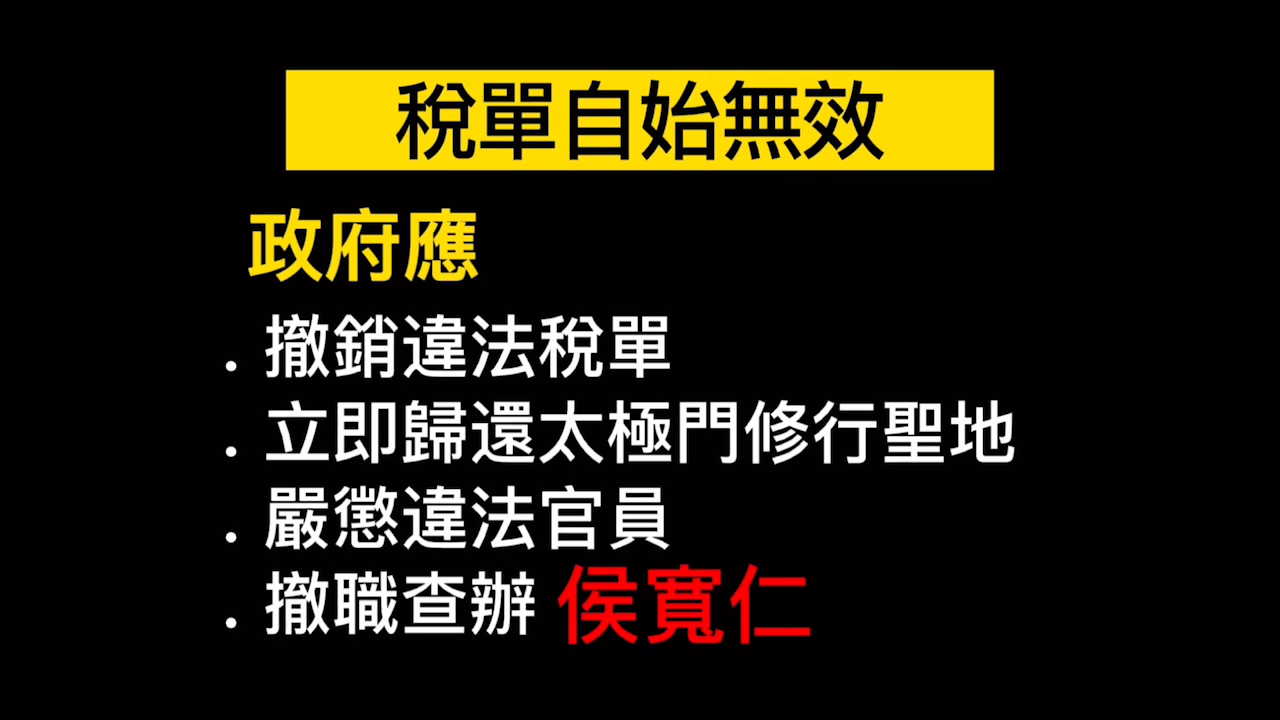 稅單自始無效
政府應
. 撤銷違法稅單
. 立即歸還太極門修行聖地
. 嚴懲違法官員
. 撤職查辦 侯寬仁